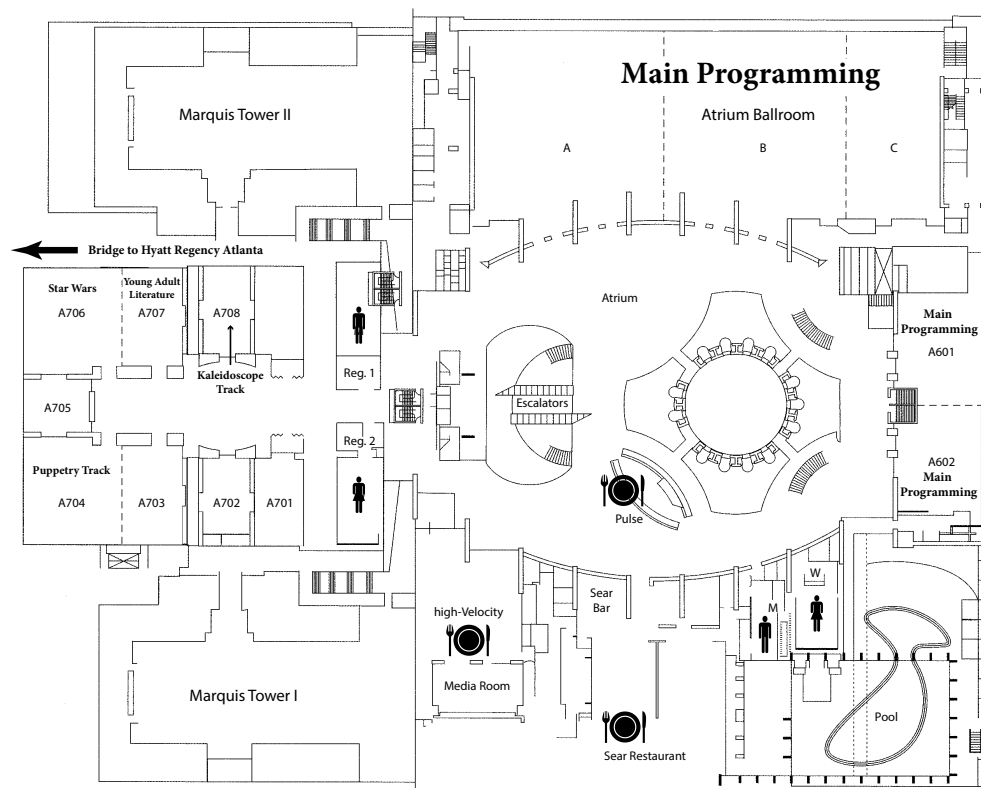 Main Programming
Marquis Tower II
Atrium Ballroom
A
B
C
Bridge to Hyatt Regency Atlanta
Star Wars
A706
Young Adult
Literature
A707
A708
Kaleidoscope
Track
A705
Puppetry Track
A704
A703
A702
A701
Reg. 1
Reg. 2
Atrium
Escalators
Pulse
Main
Programming
A601
A602
Main
Programming
high-Velocity
Media Room
Sear
Bar
W
M
Marquis Tower I
Sear Restaurant
Pool